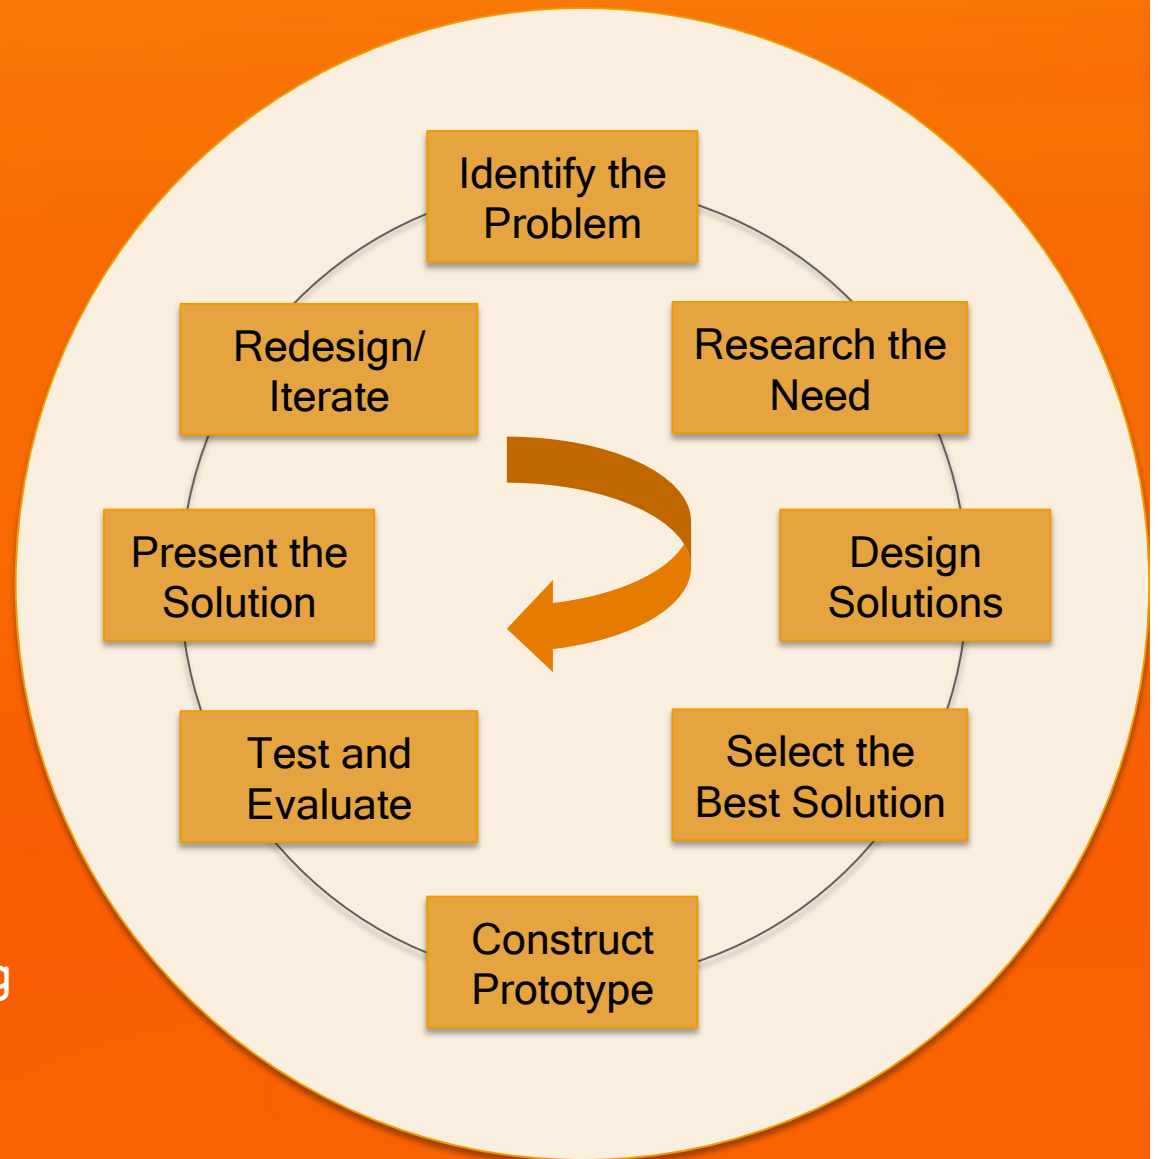 Identify the
Problem
Research the
Need
Design
Solutions
Select the
Best Solution
Construct
Prototype
Test and
Evaluate
Present the
Solution
Redesign/
Iterate
g